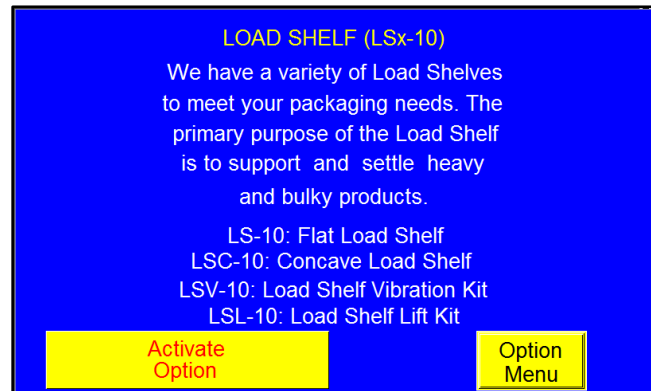 LOAD SHELF (LSx-10)
We have a variety of Load Shelves
to meet your packaging needs. The
primary purpose of the Load Shelf
is to support and settle heavy
and bulky products.
LS-10: Flat Load Shelf
LSC-10: Concave Load Shelf
LSV-10: Load Shelf Vibration Kit
LSL-10: Load Shelf Lift Kit
Activate
Option
Option
Menu